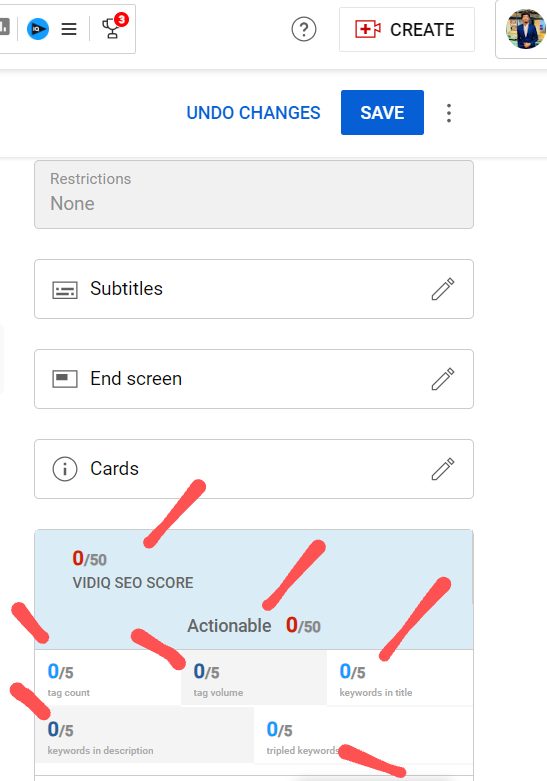 IQ
3
CREATE
UNDO CHANGES
SAVE
Restrictions
None
Subtitles
End screen
Cards
0/50
VIDIQ SEO SCORE
Actionable 0/50
0/5 0/5 0/5
tag count tag volume keywords in title
0/5 0/5
keywords in description tripled keywords